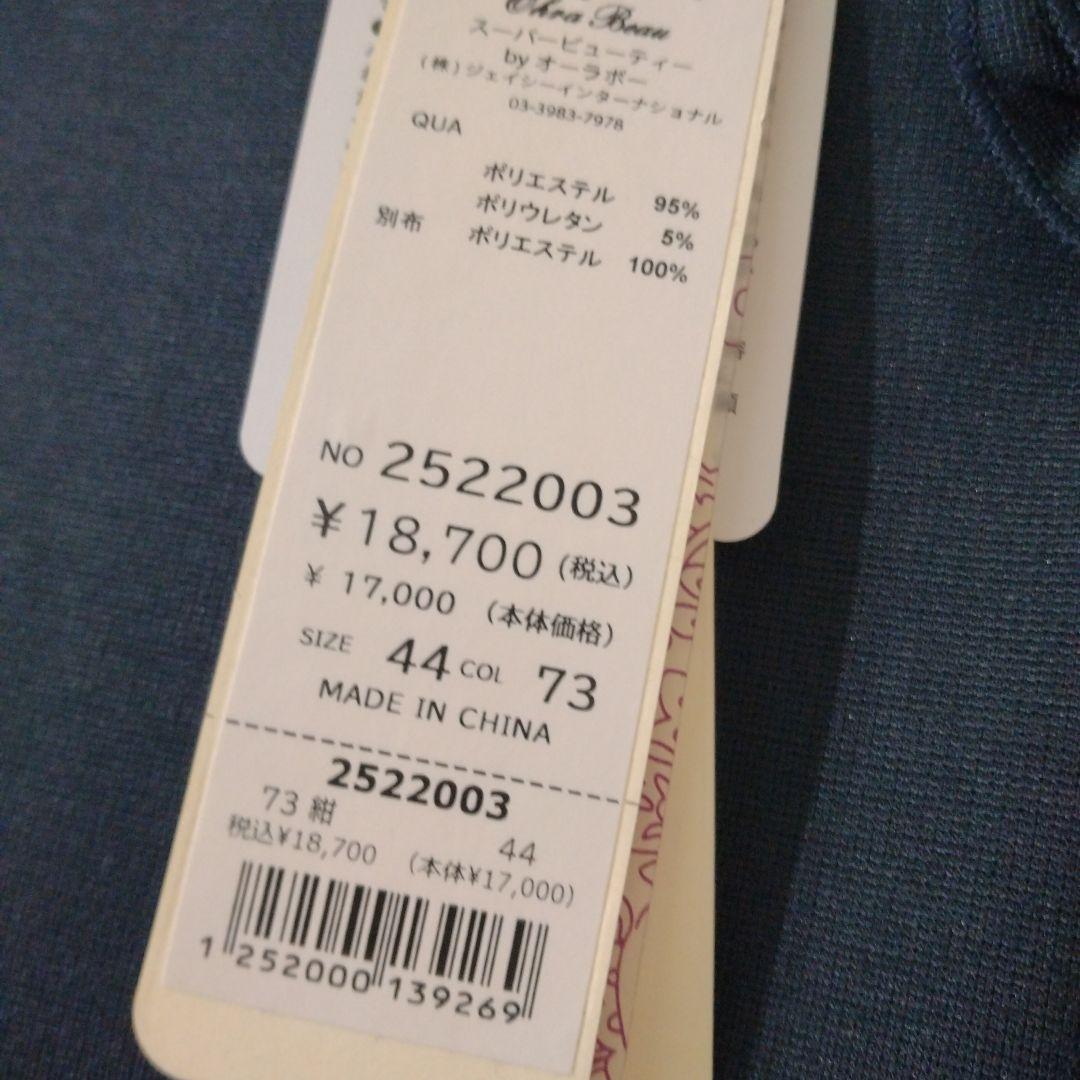 Ohra Beau
スーパービューティー
by オーラボー
(株)ジェイシーインターナショナル
03-3983-7978
QUA
ポリエステル 95%
ポリウレタン 5%
別布 ポリエステル 100%
NO 2522003
¥18,700 (税込)
¥ 17,000 (本体価格)
SIZE 44 COL 73
MADE IN CHINA
2522003
73 紺 44
税込¥18,700 (本体¥17,000)
1 252000 139269